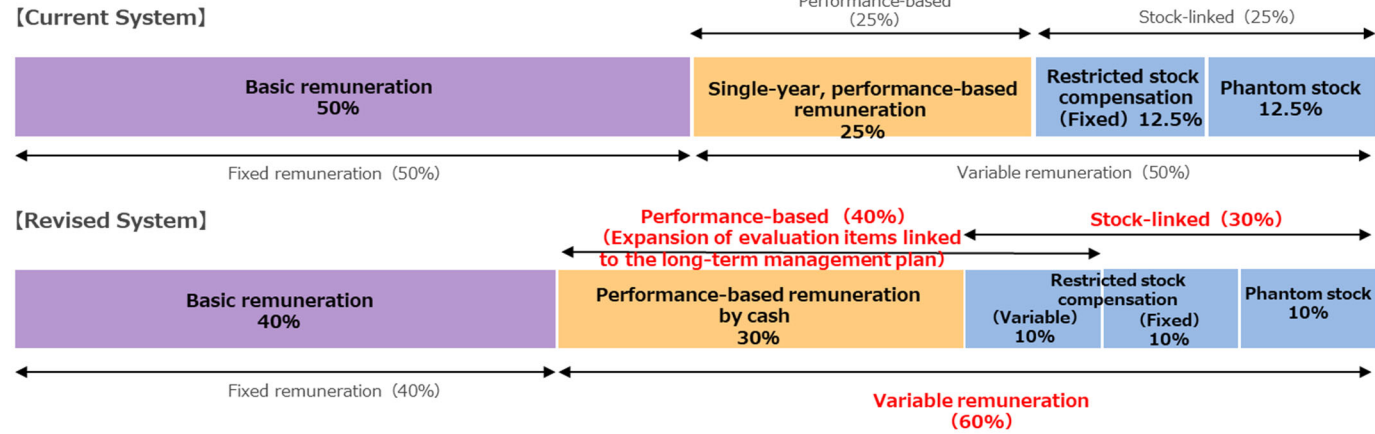 【Current System】
Performance-based
（25%）
Stock-linked（25%）
Basic remuneration
50%
Single-year, performance-based
remuneration
25%
Restricted stock
compensation
（Fixed）12.5%
Phantom stock
12.5%
Fixed remuneration（50%）
Variable remuneration（50%）
【Revised System】
Performance-based（40%）
（Expansion of evaluation items linked
to the long-term management plan）
Stock-linked（30%）
Basic remuneration
40%
Performance-based remuneration
by cash
30%
Restricted stock
compensation
（Variable）
10%
（Fixed）
10%
Phantom stock
10%
Fixed remuneration（40%）
Variable remuneration
（60%）